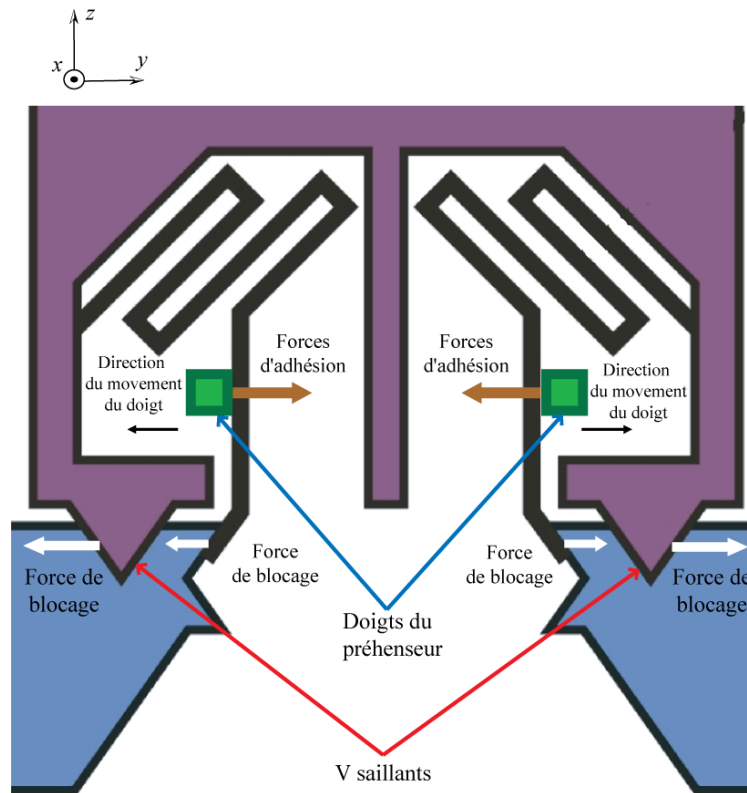 z
x
y
Forces
d'adhésion
Forces
d'adhésion
Direction
du movement
du doigt
Direction
du movement
du doigt
Force de
blocage
Force
de blocage
Force
de blocage
Force de
blocage
Doigts du
préhenseur
V saillants